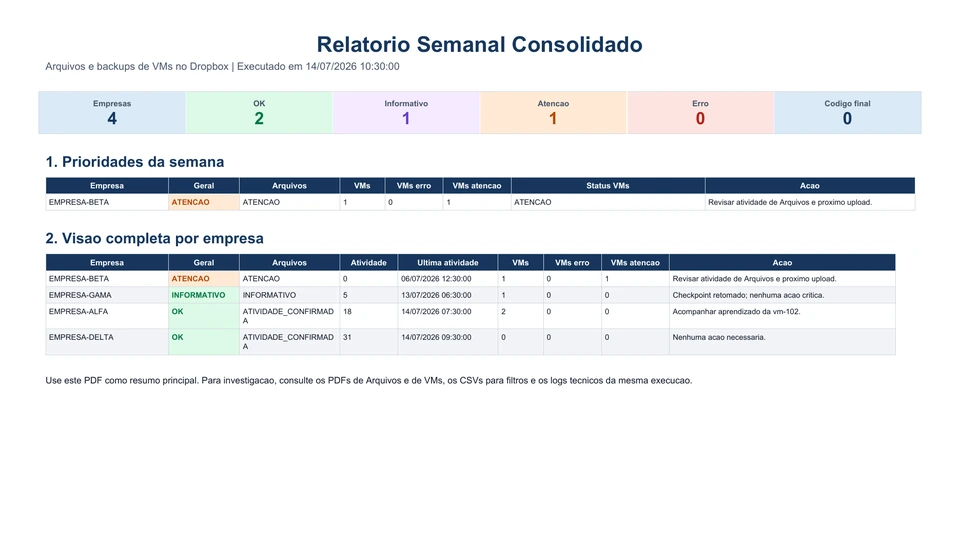 Relatorio Semanal Consolidado
Arquivos e backups de VMs no Dropbox | Executado em 14/07/2026 10:30:00
Empresas OK Informativo Atencao Erro Codigo final
4 2 1 1 0 0
1. Prioridades da semana
Empresa Geral Arquivos VMs VMs erro VMs atencao Status VMs Acao
EMPRESA-BETA ATENCAO ATENCAO 1 0 1 ATENCAO Revisar atividade de Arquivos e proximo upload.
2. Visao completa por empresa
Empresa Geral Arquivos Atividade Ultima atividade VMs VMs erro VMs atencao Acao
EMPRESA-BETA ATENCAO ATENCAO 0 06/07/2026 12:30:00 1 0 1 Revisar atividade de Arquivos e proximo upload.
EMPRESA-GAMA INFORMATIVO INFORMATIVO 5 13/07/2026 06:30:00 1 0 0 Checkpoint retomado; nenhuma acao critica.
EMPRESA-ALFA OK ATIVIDADE_CONFIRMAD 18 14/07/2026 07:30:00 2 0 0 Acompanhar aprendizado da vm-102.
A
EMPRESA-DELTA OK ATIVIDADE_CONFIRMAD 31 14/07/2026 09:30:00 0 0 0 Nenhuma acao necessaria.
A
Use este PDF como resumo principal. Para investigacao, consulte os PDFs de Arquivos e de VMs, os CSVs para filtros e os logs tecnicos da mesma execucao.